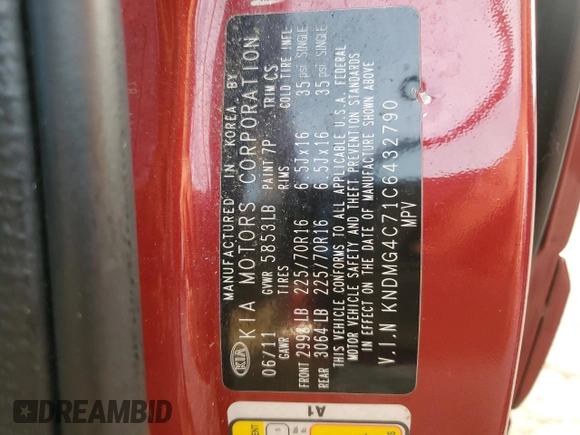 MANUFACTURED IN KOREA, BY
KIA KIA MOTORS CORPORATION
06/11 GVWR 5853LB PAINT 7P TRIM CS
GAWR TIRES RIMS COLD TIRE INFL
FRONT 2998LB 225/70R16 6.5Jx16 35 psi SINGLE
REAR 3064LB 225/70R16 6.5Jx16 35 psi SINGLE
THIS VEHICLE CONFORMS TO ALL APPLICABLE U.S.A. FEDERAL
MOTOR VEHICLE SAFETY AND THEFT PREVENTION STANDARDS
IN EFFECT ON THE DATE OF MANUFACTURE SHOWN ABOVE
V.I.N KNDMG4C71C6432790
MPV
A1
DREAMBID